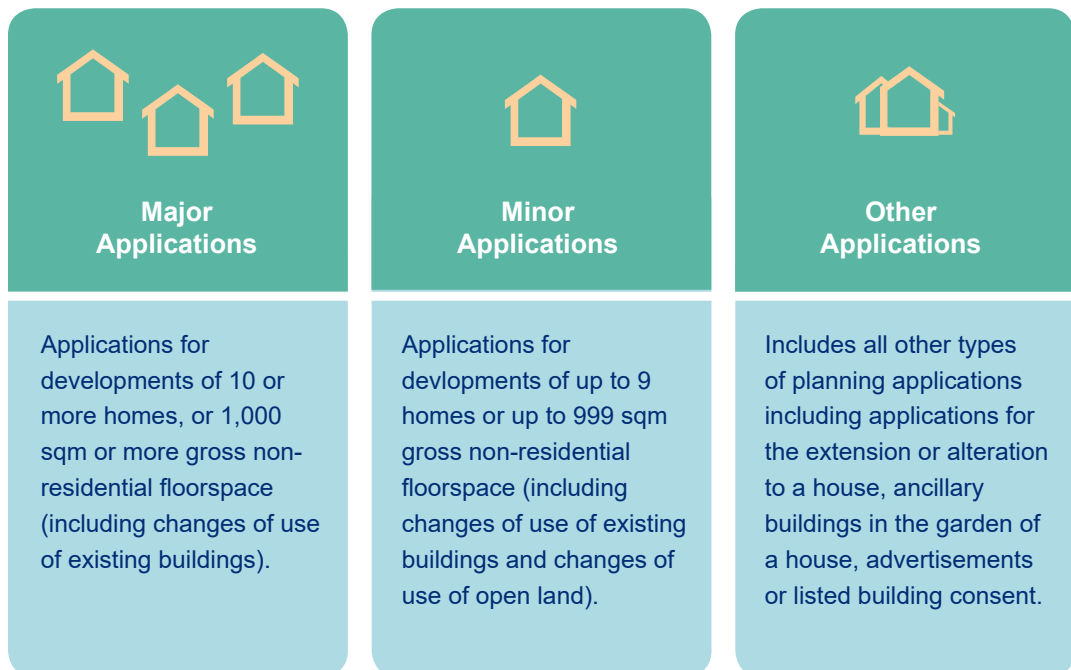 Major
Applications
Applications for
developments of 10 or
more homes, or 1,000
sqm or more gross non-
residential floorspace
(including changes of use
of existing buildings).
Minor
Applications
Applications for
devlopments of up to 9
homes or up to 999 sqm
gross non-residential
floorspace (including
changes of use of existing
buildings and changes of
use of open land).
Other
Applications
Includes all other types
of planning applications
including applications for
the extension or alteration
to a house, ancillary
buildings in the garden of
a house, advertisements
or listed building consent.